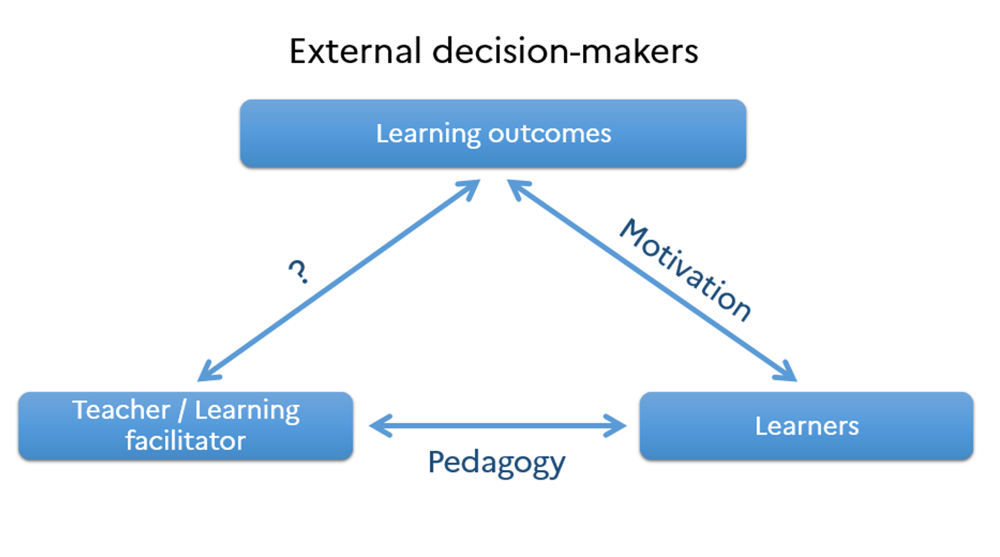 External decision-makers
Learning outcomes
?
Motivation
Teacher / Learning
facilitator
Learners
Pedagogy